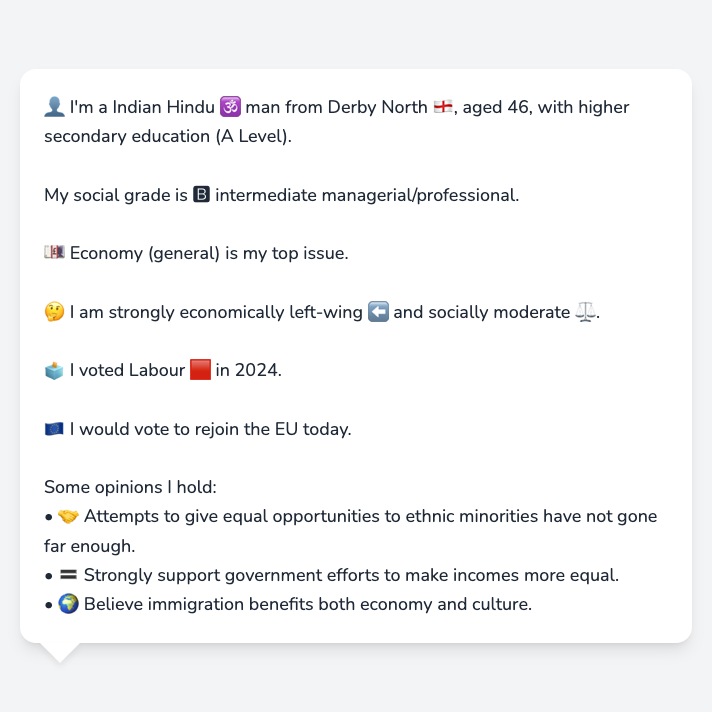 👤 I'm a Indian Hindu 🕉️ man from Derby North 🏴󠁧󠁢󠁥󠁮󠁧󠁿, aged 46, with higher
secondary education (A Level).
My social grade is 🅱 intermediate managerial/professional.
💷 Economy (general) is my top issue.
🤔 I am strongly economically left-wing ⬅️ and socially moderate ⚖️.
🗳️ I voted Labour 🟥 in 2024.
🇪🇺 I would vote to rejoin the EU today.
Some opinions I hold:
• 🤝 Attempts to give equal opportunities to ethnic minorities have not gone
far enough.
• 🟰 Strongly support government efforts to make incomes more equal.
• 🌍 Believe immigration benefits both economy and culture.